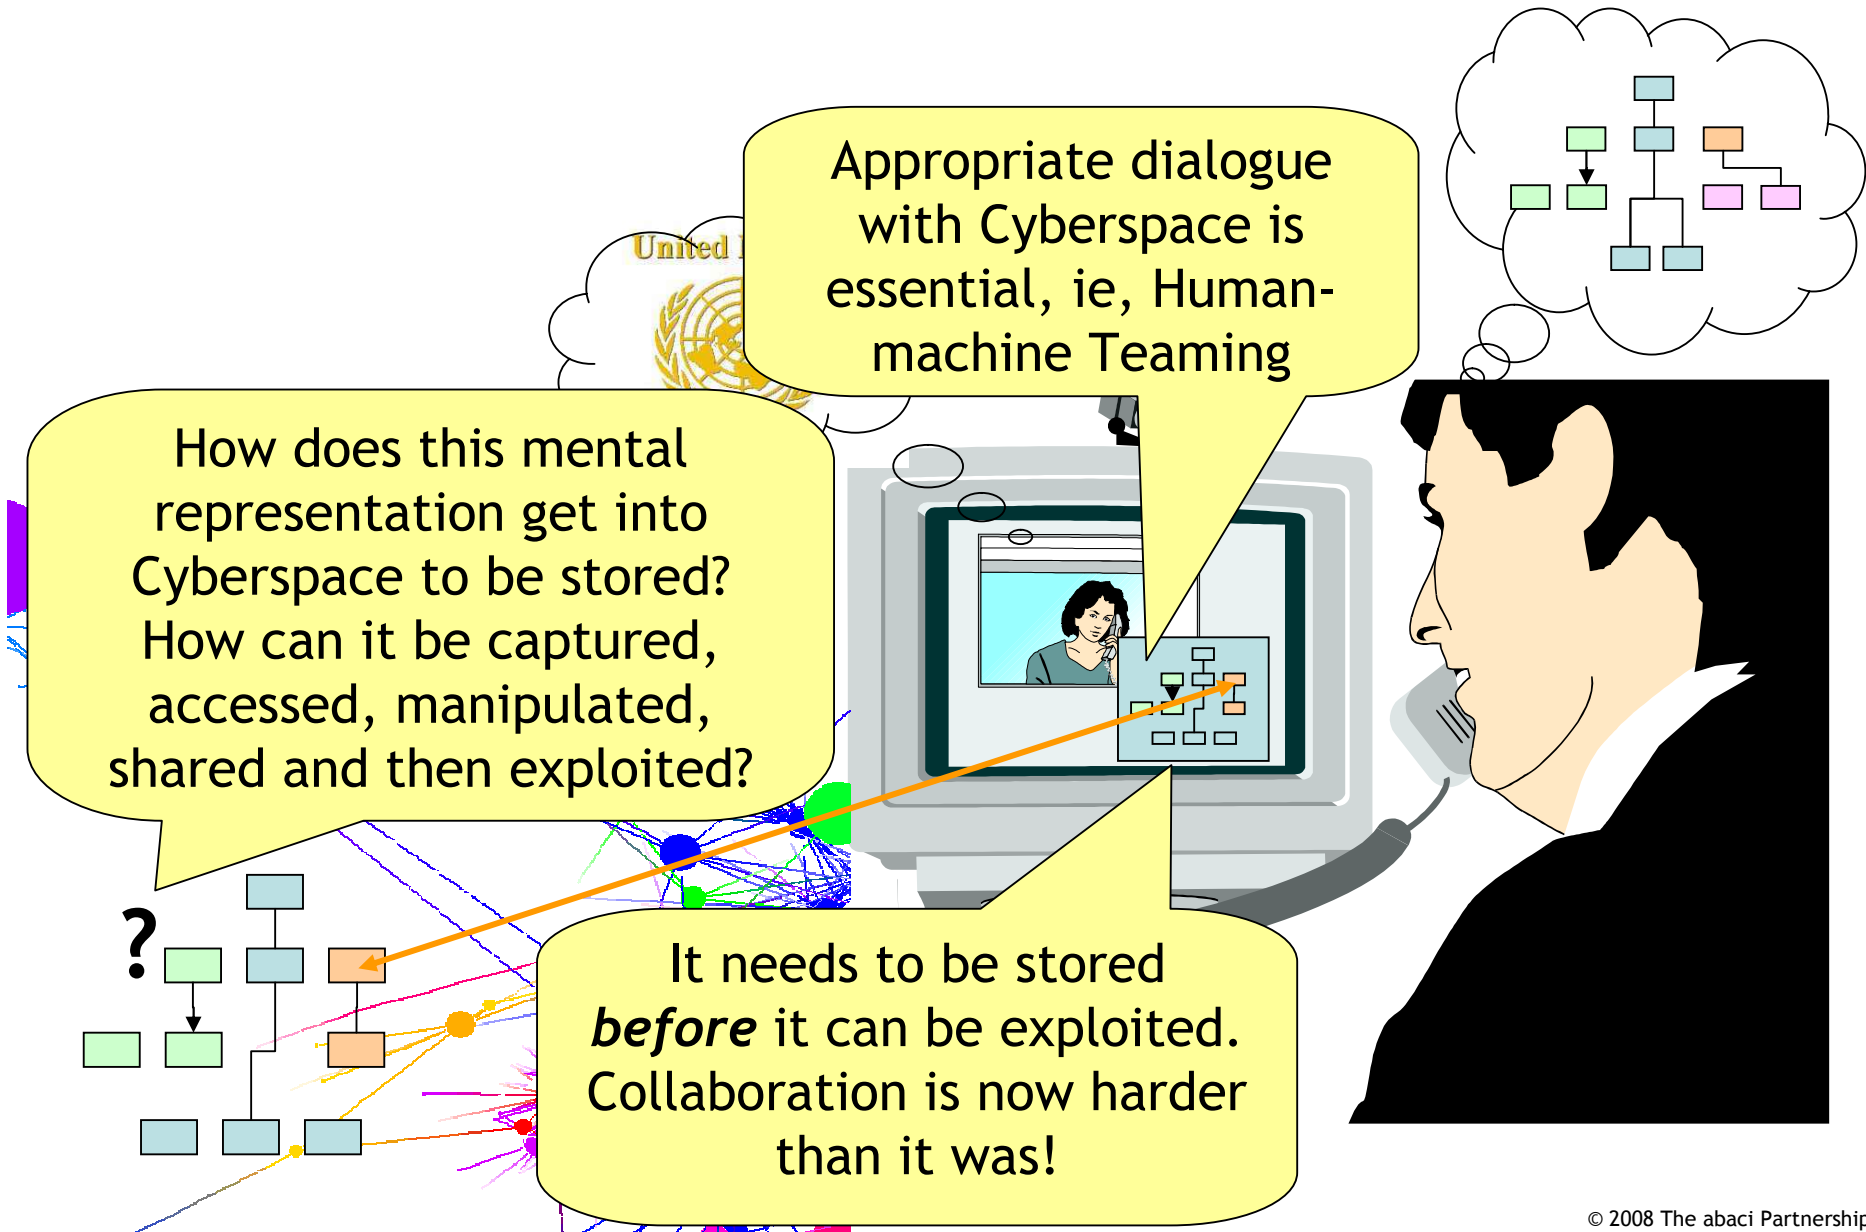 Appropriate dialogue
with Cyberspace is
essential, ie, Human-
machine Teaming
United
How does this mental
representation get into
Cyberspace to be stored?
How can it be captured,
accessed, manipulated,
shared and then exploited?
?
It needs to be stored
before it can be exploited.
Collaboration is now harder
than it was!
© 2008 The abaci Partnership